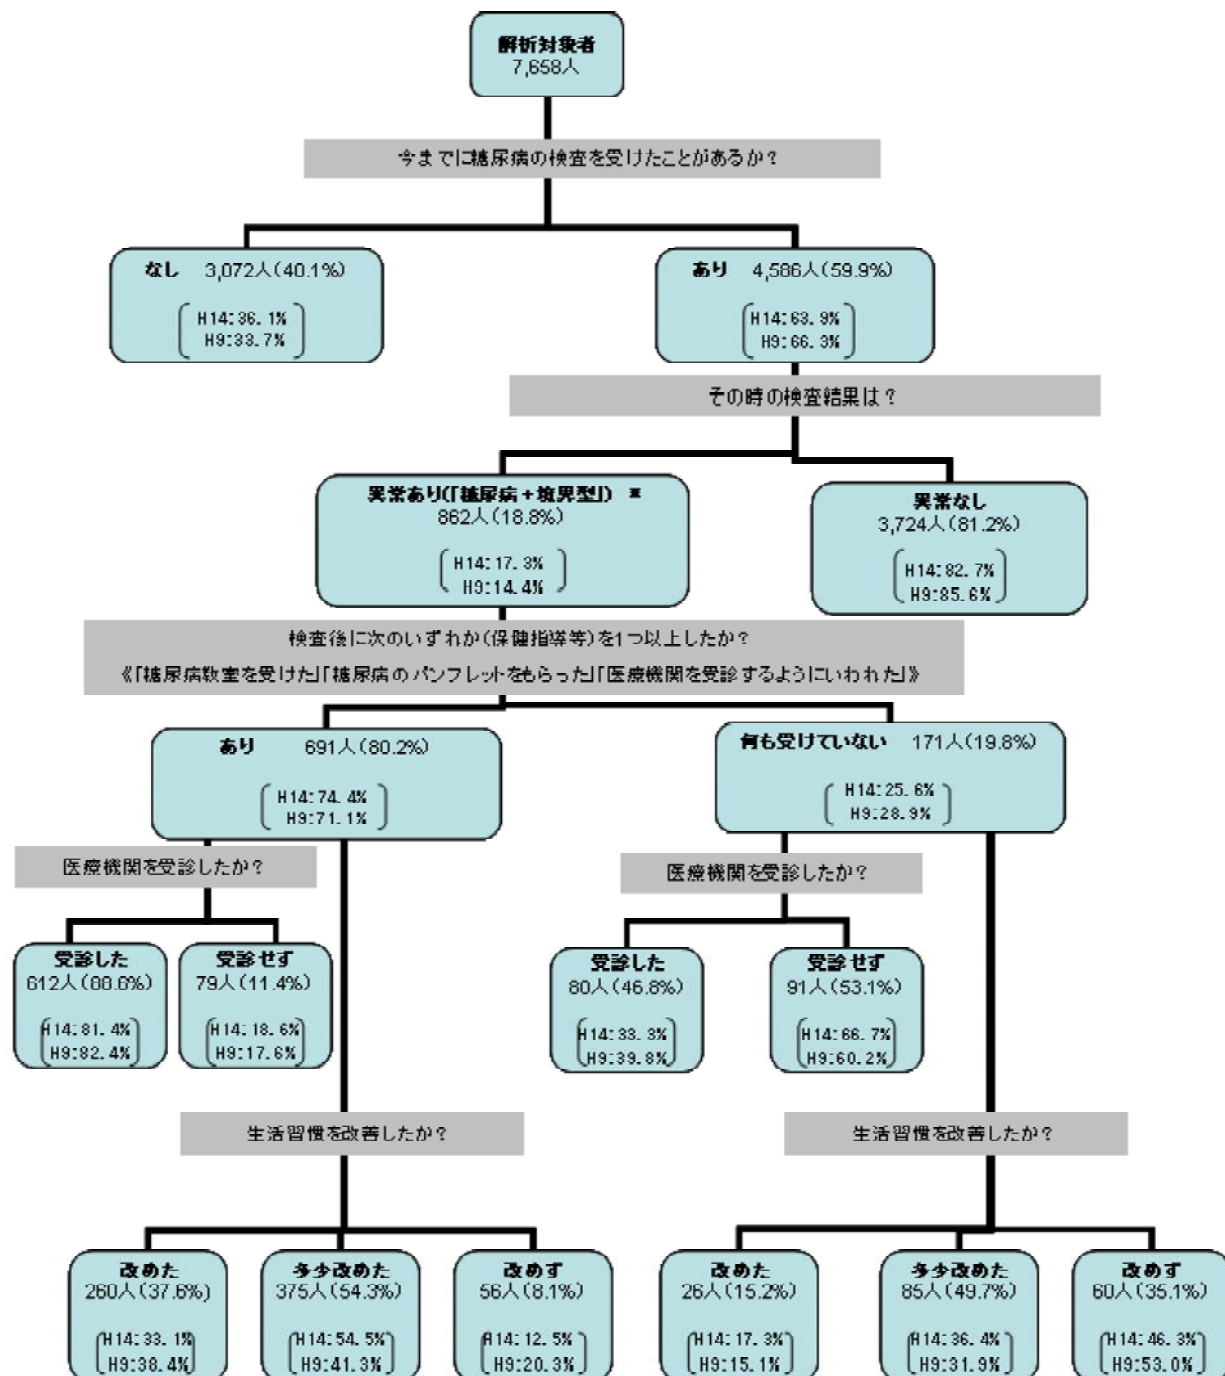 解析対象者
7,658人
今までに糖尿病の検査を受けたことがあるか？
なし 3,072人(40.1%)
H14:36.1%
H9:33.7%
あり 4,586人(59.9%)
H14:63.9%
H9:66.3%
その時の検査結果は？
異常あり(「糖尿病＋境界型」) ※
862人(18.8%)
H14:17.3%
H9:14.4%
異常なし
3,724人(81.2%)
H14:82.7%
H9:85.6%
検査後に次のいずれか(保健指導等)を1つ以上したか？
《「糖尿病教室を受けた」「糖尿病のパンフレットをもらった」「医療機関を受診するようにいわれた」》
あり 691人(80.2%)
H14:74.4%
H9:71.1%
何も受けていない 171人(19.8%)
H14:25.6%
H9:28.9%
医療機関を受診したか？
受診した
612人(88.6%)
H14:81.4%
H9:82.4%
受診せず
79人(11.4%)
H14:18.6%
H9:17.6%
医療機関を受診したか？
受診した
80人(46.8%)
H14:33.3%
H9:39.8%
受診せず
91人(53.1%)
H14:66.7%
H9:60.2%
生活習慣を改善したか？
改めた
260人(37.6%)
H14:33.1%
H9:38.4%
多少改めた
375人(54.3%)
H14:54.5%
H9:41.3%
改めず
56人(8.1%)
H14:12.5%
H9:20.3%
生活習慣を改善したか？
改めた
26人(15.2%)
H14:17.3%
H9:15.1%
多少改めた
85人(49.7%)
H14:36.4%
H9:31.9%
改めず
60人(35.1%)
H14:46.3%
H9:53.0%